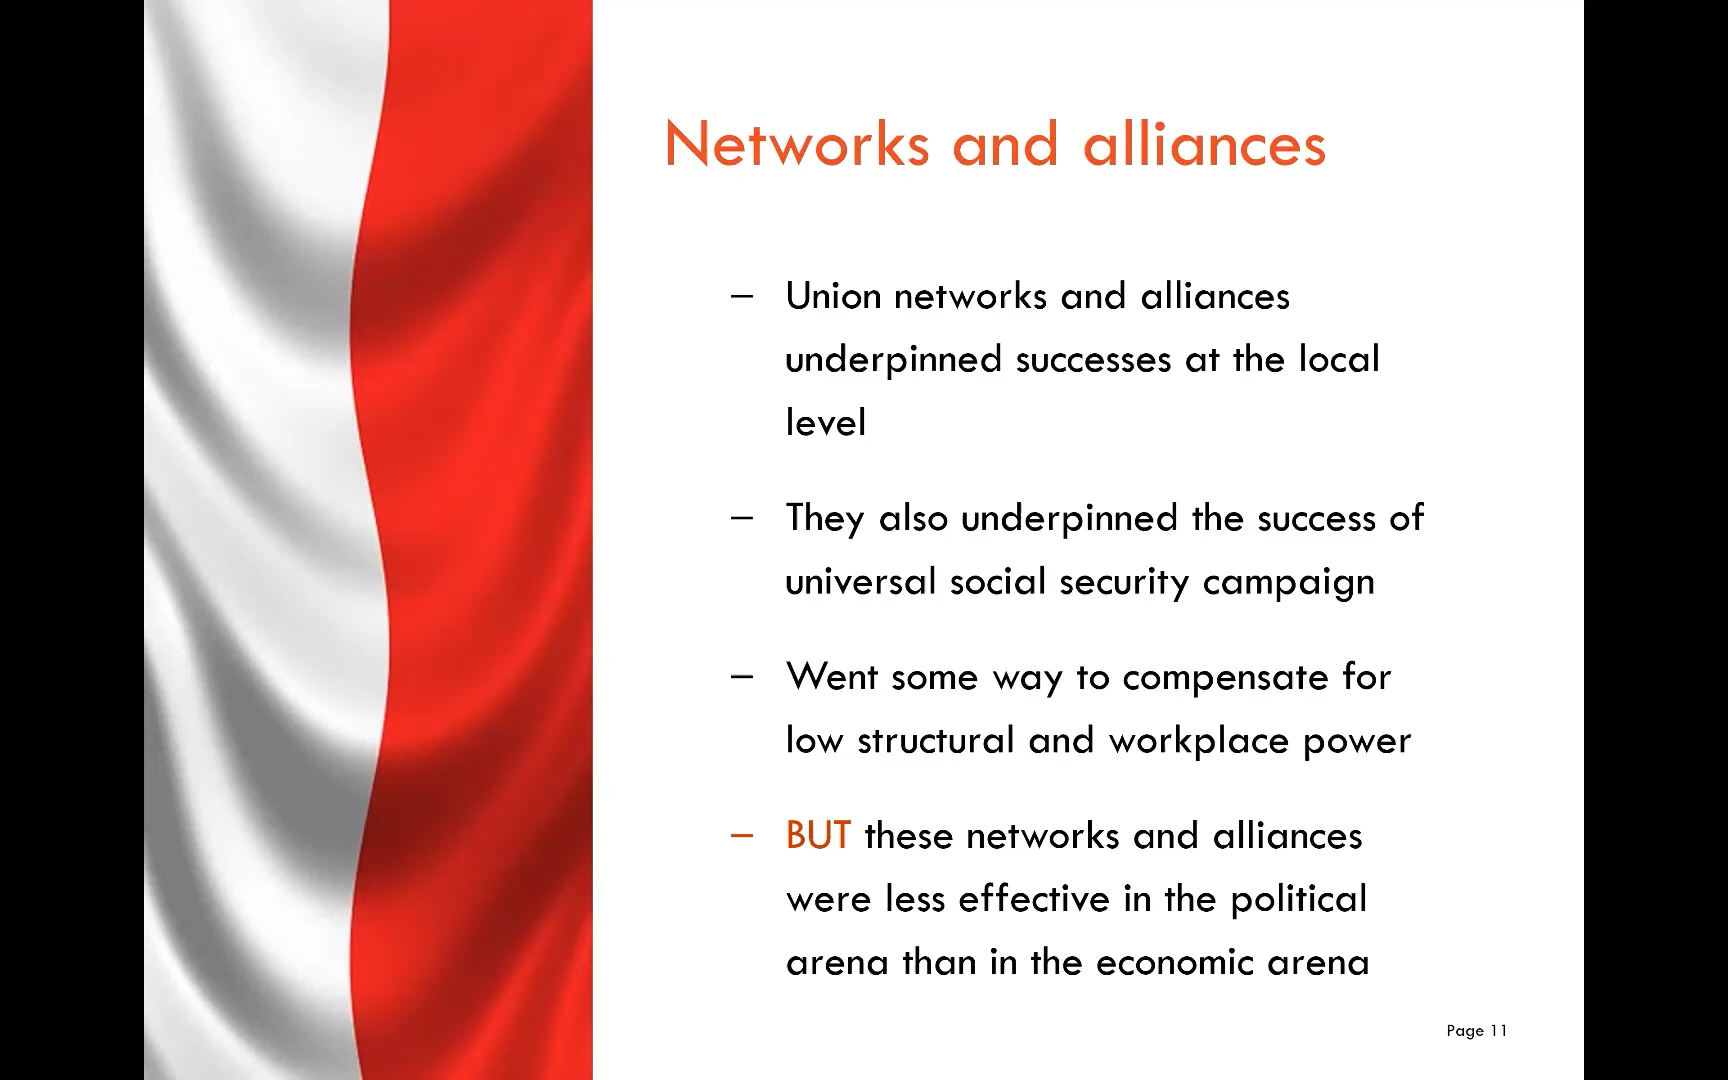 Networks and alliances
– Union networks and alliances
underpinned successes at the local
level
– They also underpinned the success of
universal social security campaign
– Went some way to compensate for
low structural and workplace power
– BUT these networks and alliances
were less effective in the political
arena than in the economic arena
Page 11